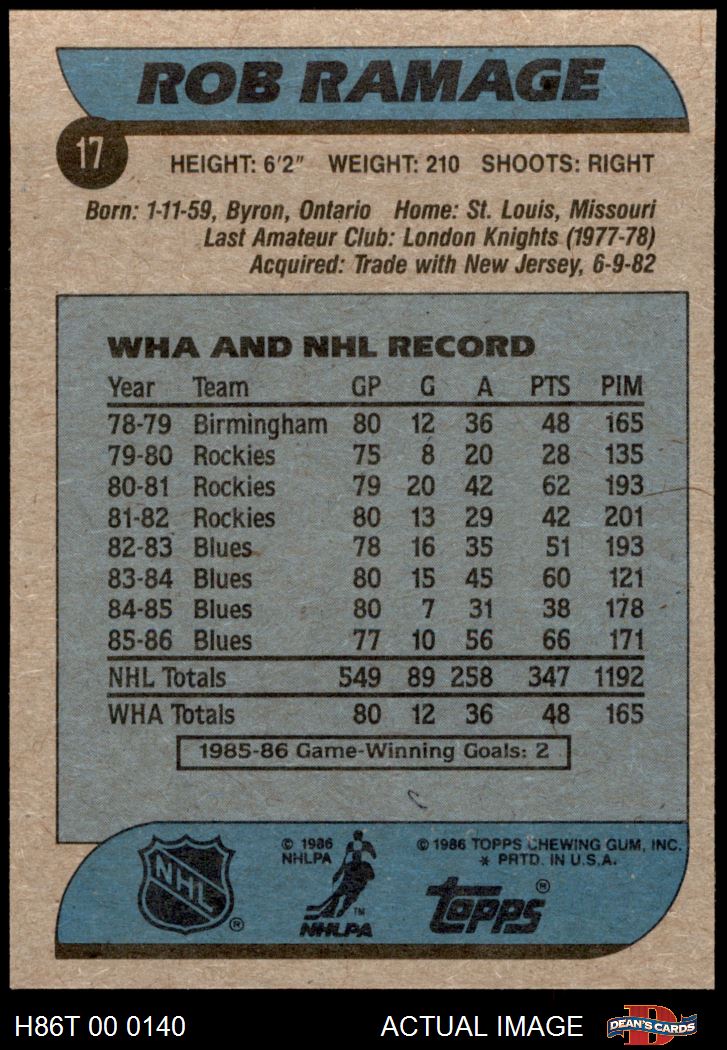 ROB RAMAGE
17
HEIGHT: 6'2" WEIGHT: 210 SHOOTS: RIGHT
Born: 1-11-59, Byron, Ontario Home: St. Louis, Missouri
Last Amateur Club: London Knights (1977-78)
Acquired: Trade with New Jersey, 6-9-82
WHA AND NHL RECORD
Year Team GP G A PTS PIM
78-79 Birmingham 80 12 36 48 165
79-80 Rockies 75 8 20 28 135
80-81 Rockies 79 20 42 62 193
81-82 Rockies 80 13 29 42 201
82-83 Blues 78 16 35 51 193
83-84 Blues 80 15 45 60 121
84-85 Blues 80 7 31 38 178
85-86 Blues 77 10 56 66 171
NHL Totals 549 89 258 347 1192
WHA Totals 80 12 36 48 165
1985-86 Game-Winning Goals: 2
NHL ®
© 1986
NHLPA
™
NHLPA
© 1986 TOPPS CHEWING GUM, INC.
* PRTD. IN U.S.A.
topps ®
H86T 00 0140 ACTUAL IMAGE
D
DEAN'S CARDS